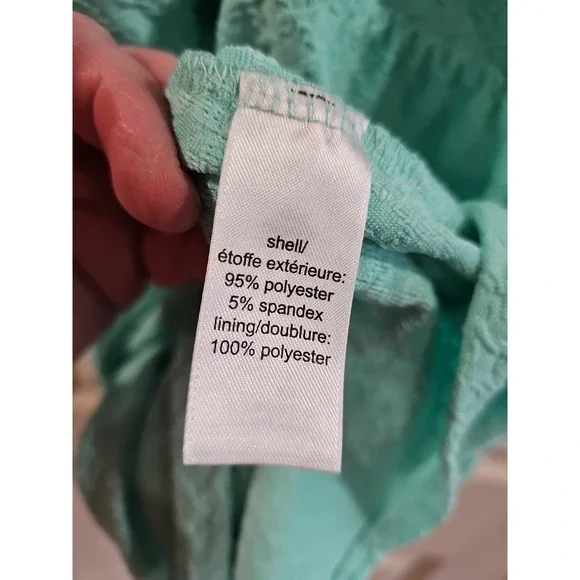 shell/
étoffe extérieure:
95% polyester
5% spandex
lining/doublure:
100% polyester